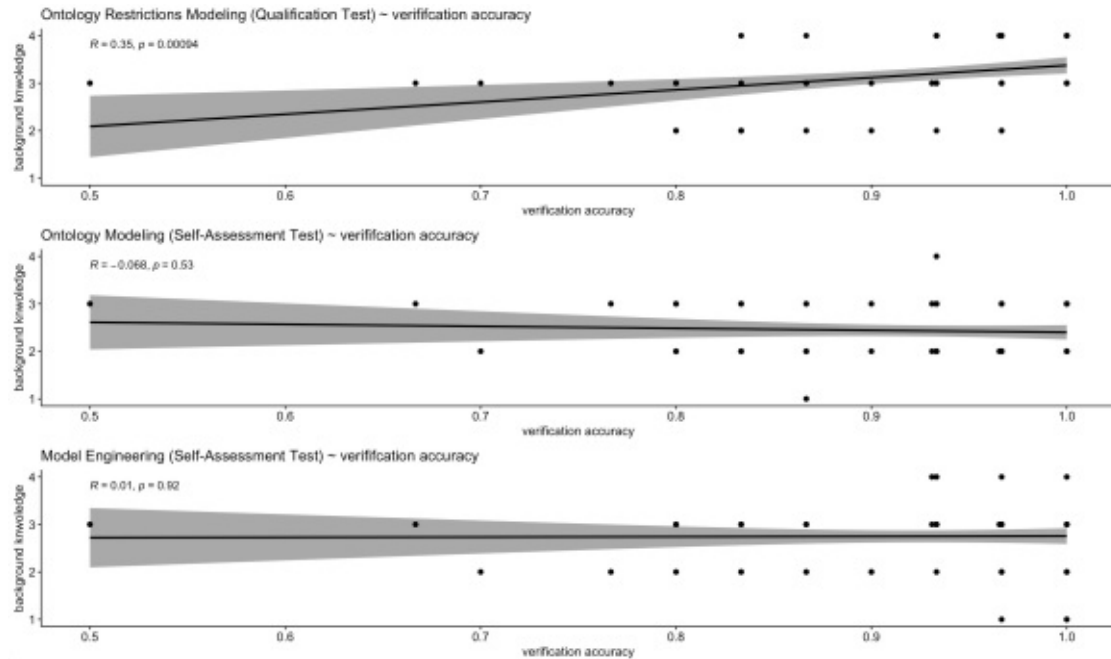 Ontology Restrictions Modeling (Qualification Test) ~ verififcation accuracy
R = 0.35, p = 0.00094
background knwoledge
4
3
2
1
0.5 0.6 0.7 0.8 0.9 1.0
verification accuracy
Ontology Modeling (Self-Assessment Test) ~ verififcation accuracy
R = −0.068, p = 0.53
background knwoledge
4
3
2
1
0.5 0.6 0.7 0.8 0.9 1.0
verification accuracy
Model Engineering (Self-Assessment Test) ~ verififcation accuracy
R = 0.01, p = 0.92
background knwoledge
4
3
2
1
0.5 0.6 0.7 0.8 0.9 1.0
verification accuracy